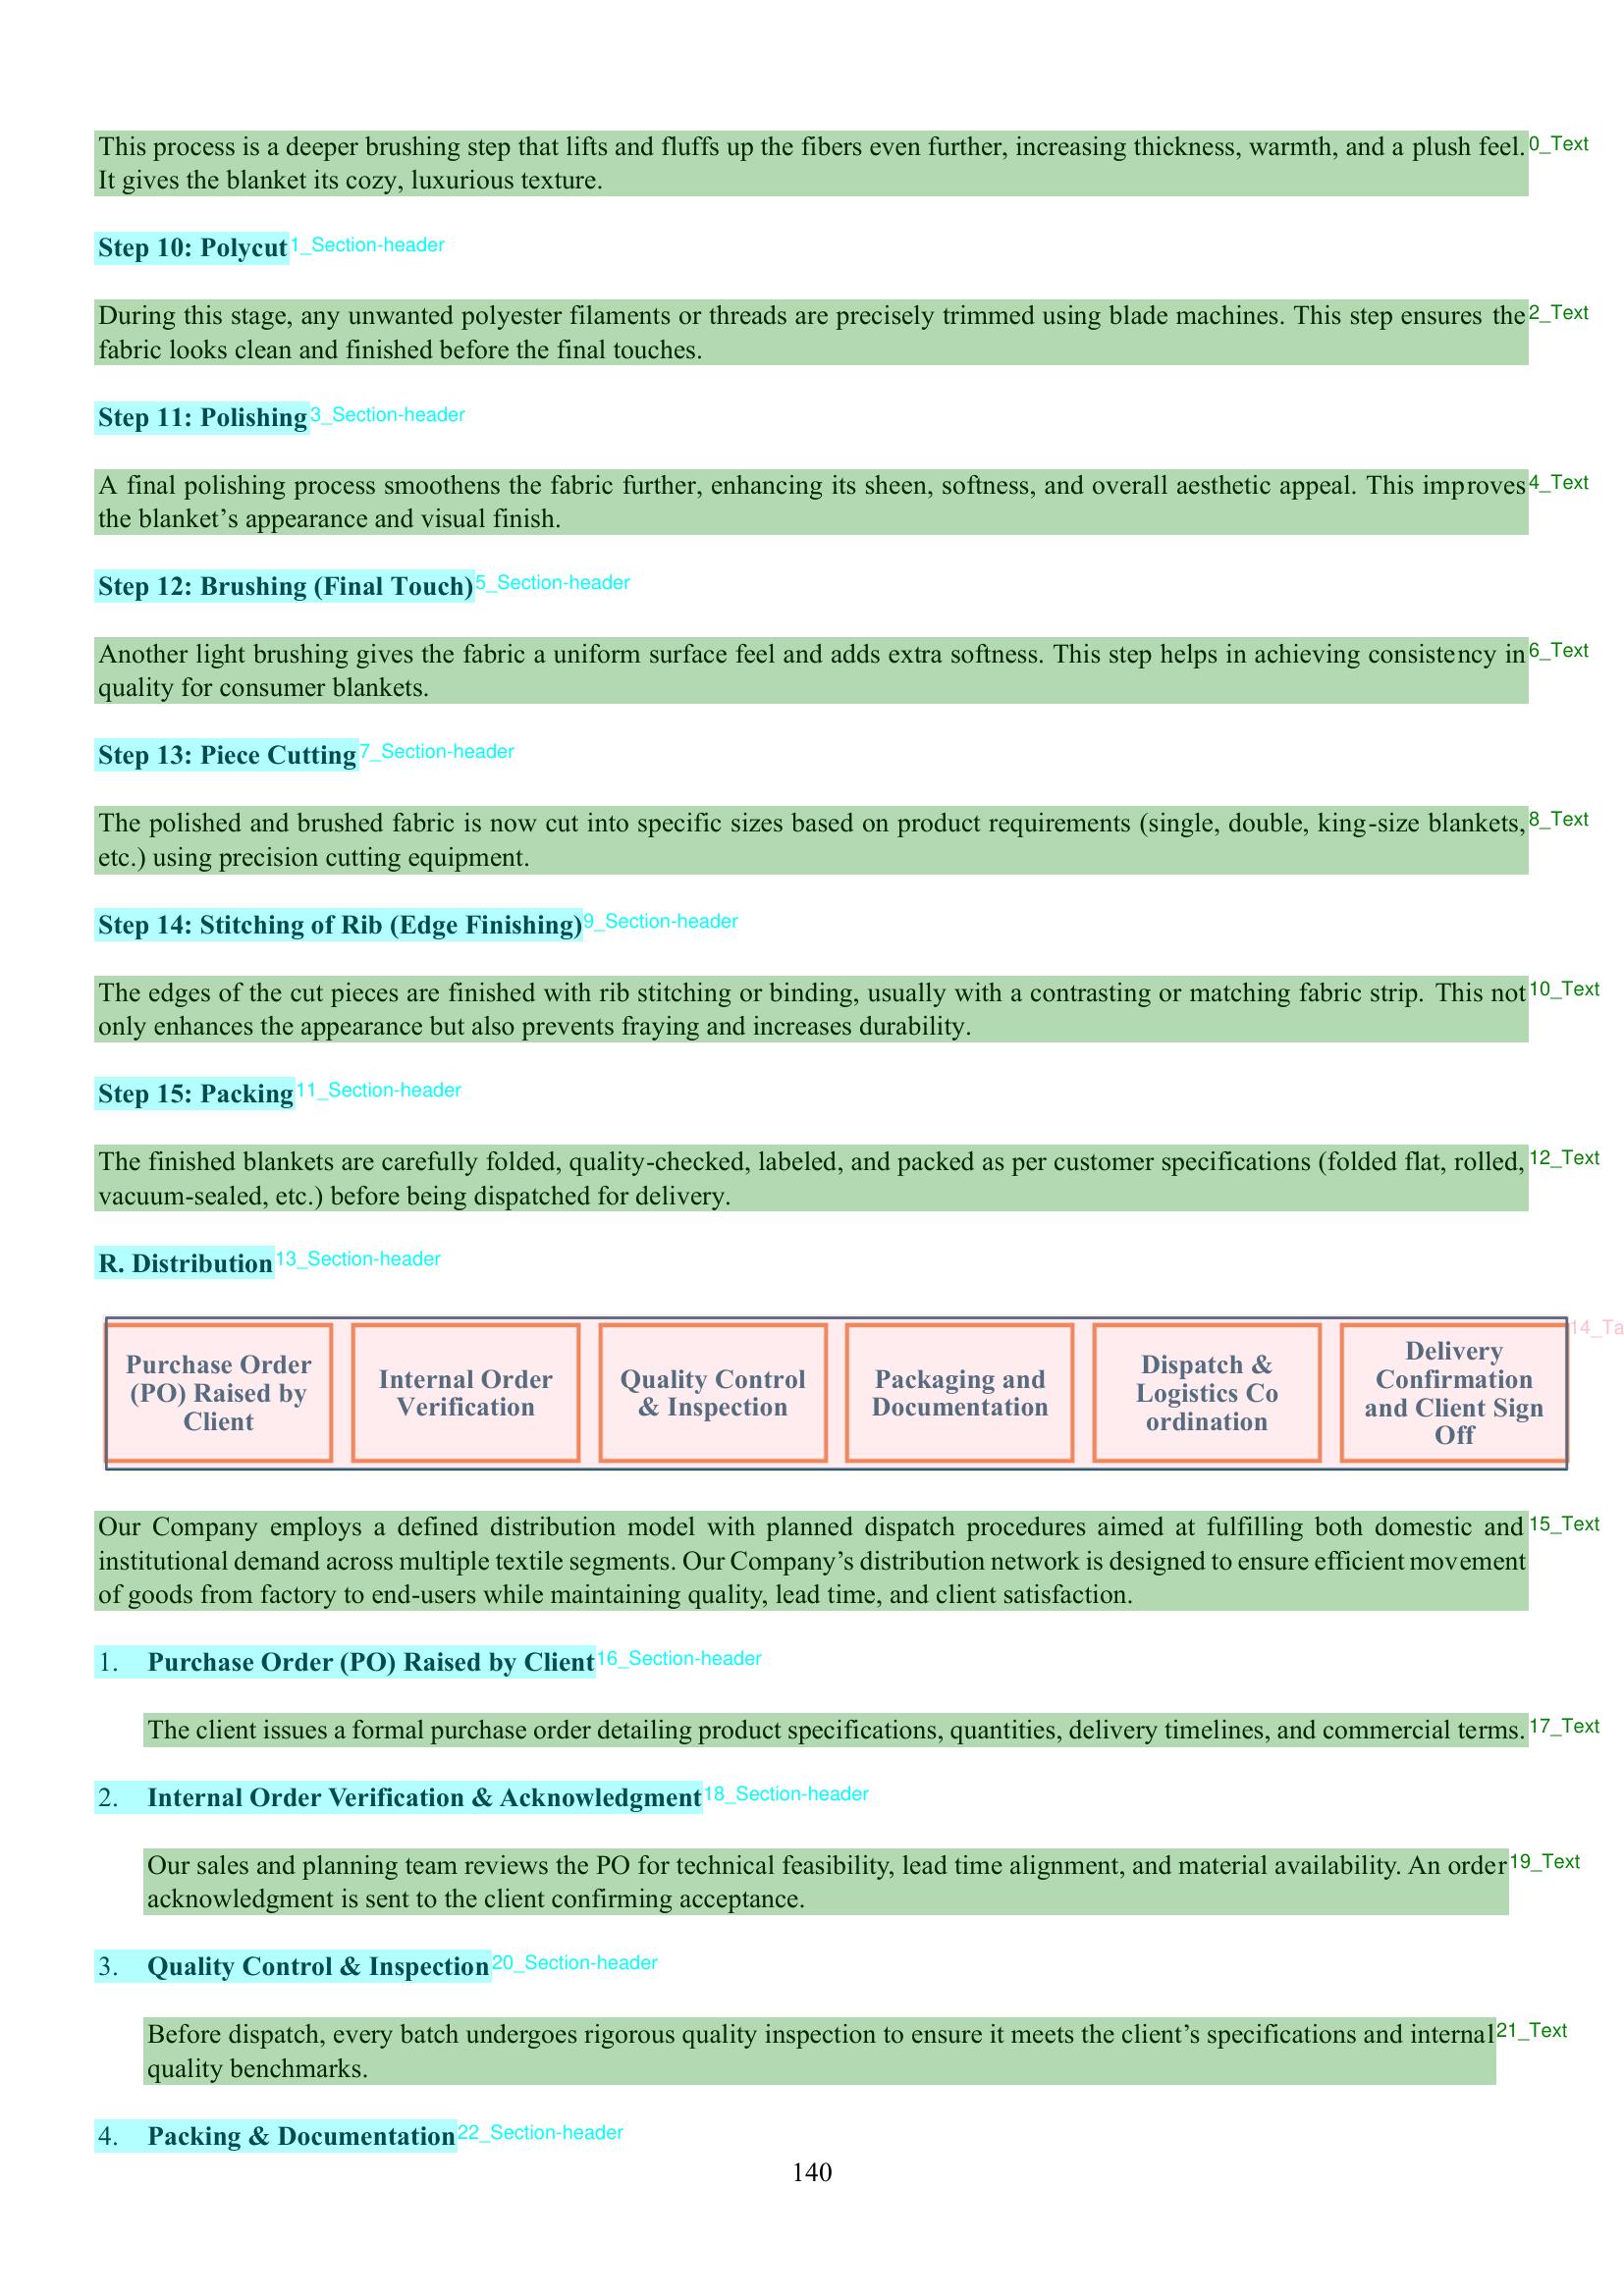 This process is a deeper brushing step that lifts and fluffs up the fibers even further, increasing thickness, warmth, and a plush feel. 0_Text
It gives the blanket its cozy, luxurious texture.
Step 10: Polycut 1_Section-header
During this stage, any unwanted polyester filaments or threads are precisely trimmed using blade machines. This step ensures the 2_Text
fabric looks clean and finished before the final touches.
Step 11: Polishing 3_Section-header
A final polishing process smoothens the fabric further, enhancing its sheen, softness, and overall aesthetic appeal. This improves 4_Text
the blanket’s appearance and visual finish.
Step 12: Brushing (Final Touch) 5_Section-header
Another light brushing gives the fabric a uniform surface feel and adds extra softness. This step helps in achieving consistency in 6_Text
quality for consumer blankets.
Step 13: Piece Cutting 7_Section-header
The polished and brushed fabric is now cut into specific sizes based on product requirements (single, double, king-size blankets, 8_Text
etc.) using precision cutting equipment.
Step 14: Stitching of Rib (Edge Finishing) 9_Section-header
The edges of the cut pieces are finished with rib stitching or binding, usually with a contrasting or matching fabric strip. This not 10_Text
only enhances the appearance but also prevents fraying and increases durability.
Step 15: Packing 11_Section-header
The finished blankets are carefully folded, quality-checked, labeled, and packed as per customer specifications (folded flat, rolled, 12_Text
vacuum-sealed, etc.) before being dispatched for delivery.
R. Distribution 13_Section-header
14_Ta
Purchase Order
(PO) Raised by
Client
Internal Order
Verification
Quality Control
& Inspection
Packaging and
Documentation
Dispatch &
Logistics Co
ordination
Delivery
Confirmation
and Client Sign
Off
Our Company employs a defined distribution model with planned dispatch procedures aimed at fulfilling both domestic and 15_Text
institutional demand across multiple textile segments. Our Company’s distribution network is designed to ensure efficient movement
of goods from factory to end-users while maintaining quality, lead time, and client satisfaction.
1. Purchase Order (PO) Raised by Client 16_Section-header
The client issues a formal purchase order detailing product specifications, quantities, delivery timelines, and commercial terms. 17_Text
2. Internal Order Verification & Acknowledgment 18_Section-header
Our sales and planning team reviews the PO for technical feasibility, lead time alignment, and material availability. An order 19_Text
acknowledgment is sent to the client confirming acceptance.
3. Quality Control & Inspection 20_Section-header
Before dispatch, every batch undergoes rigorous quality inspection to ensure it meets the client’s specifications and internal 21_Text
quality benchmarks.
4. Packing & Documentation 22_Section-header
140